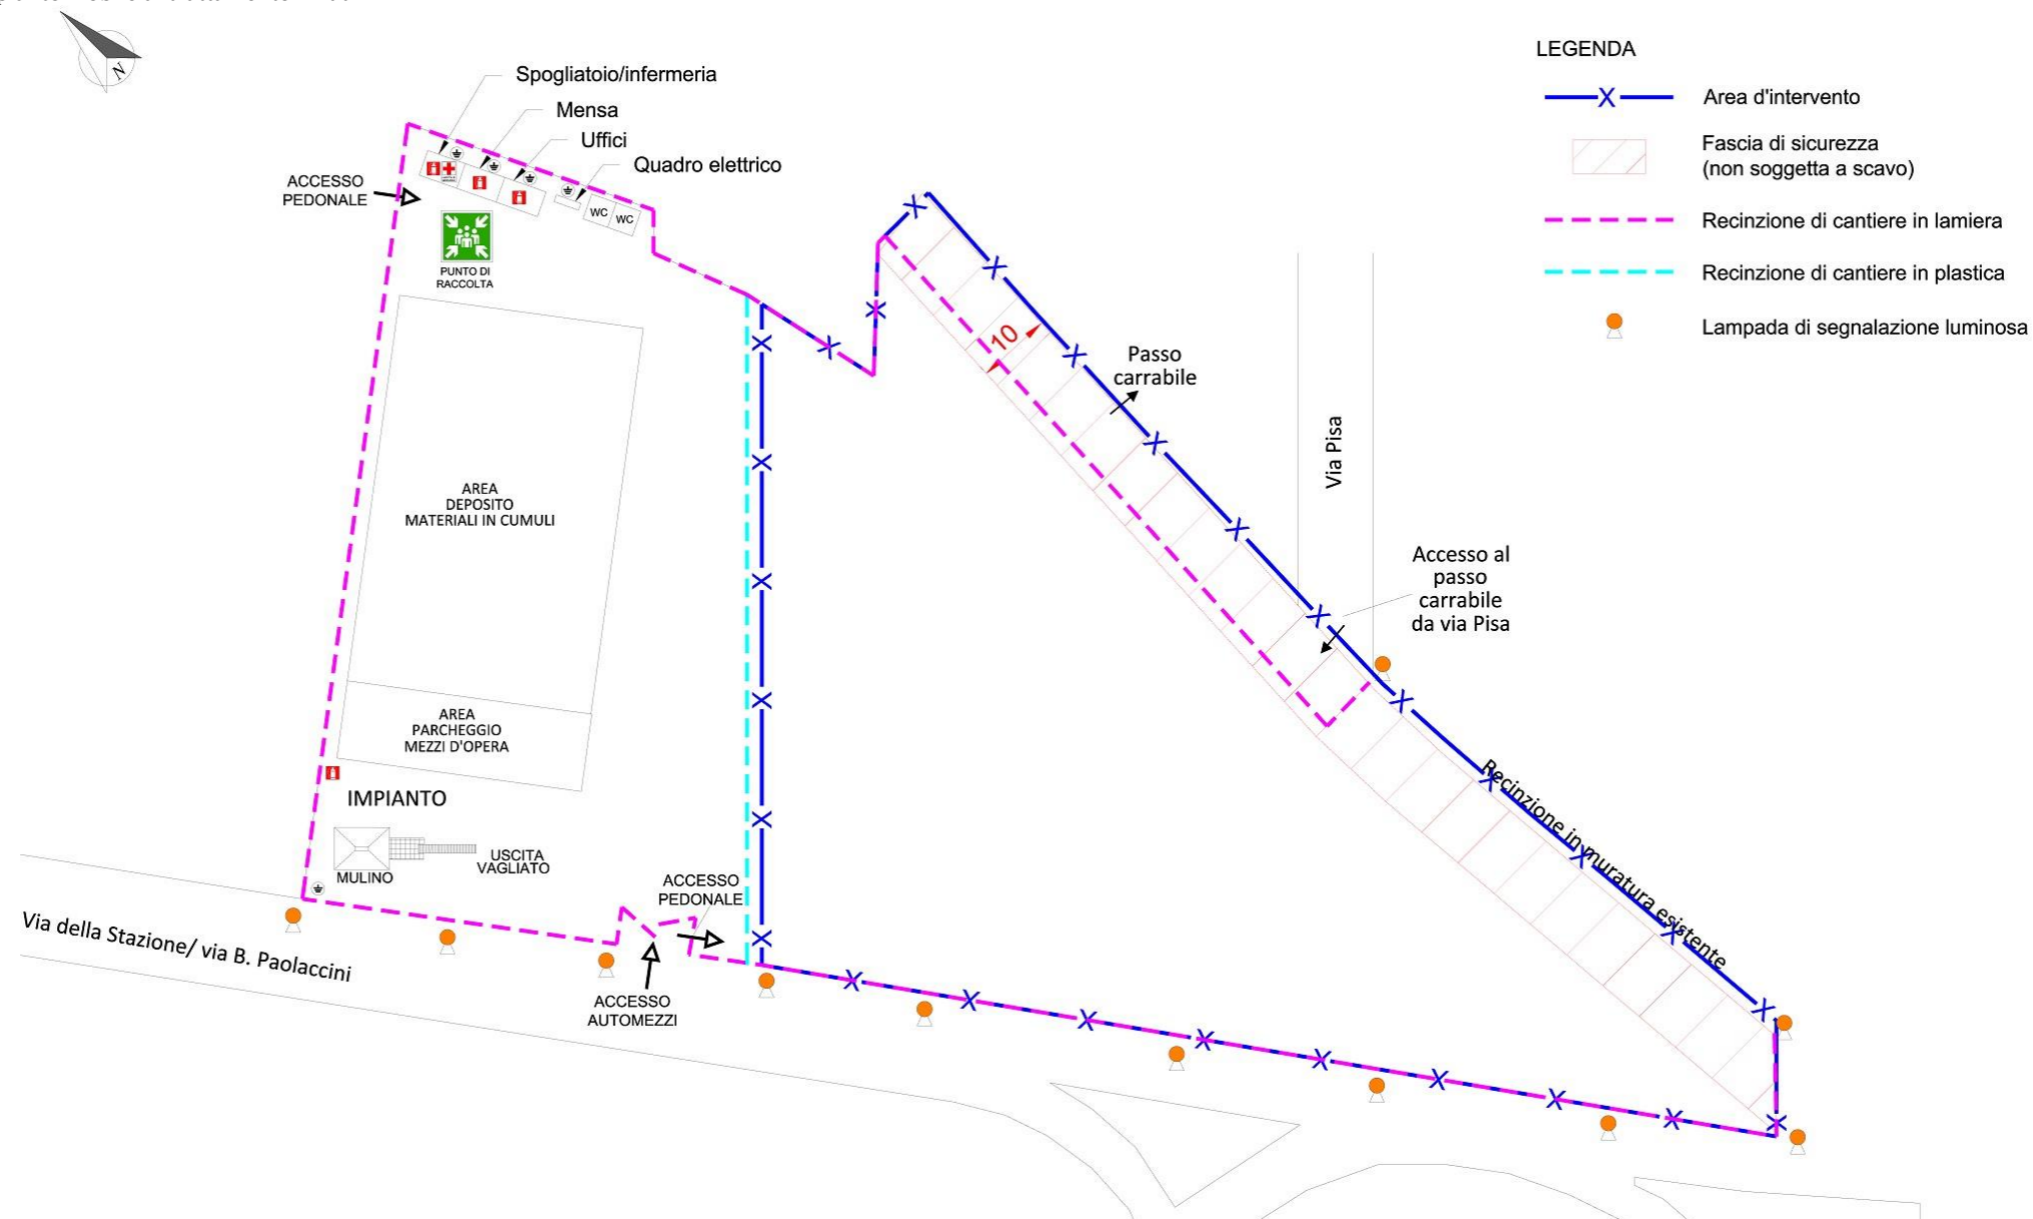 N
Spogliatoio/infermeria
Mensa
Uffici
Quadro elettrico
WC
WC
ACCESSO
PEDONALE
PUNTO DI
RACCOLTA
AREA
DEPOSITO
MATERIALI IN CUMULI
AREA
PARCHEGGIO
MEZZI D'OPERA
IMPIANTO
MULINO
USCITA
VAGLIATO
ACCESSO
PEDONALE
ACCESSO
AUTOMEZZI
Via della Stazione/ via B. Paolaccini
10
Passo
carrabile
Via Pisa
Accesso al
passo
carrabile
da via Pisa
Recinzione in muratura esistente
LEGENDA
Area d'intervento
Fascia di sicurezza
(non soggetta a scavo)
Recinzione di cantiere in lamiera
Recinzione di cantiere in plastica
Lampada di segnalazione luminosa